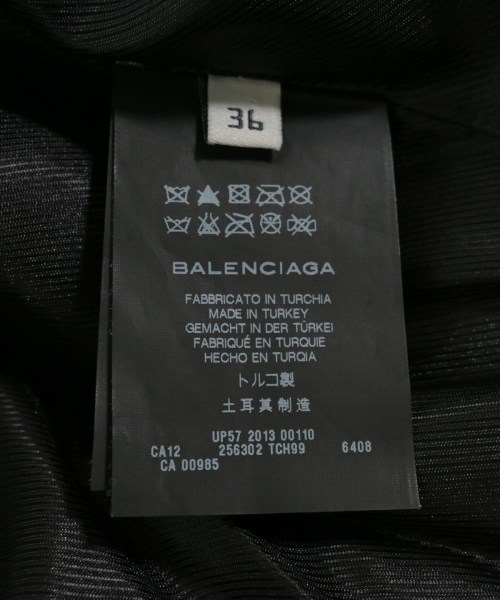 36
BALENCIAGA
FABBRICATO IN TURCHIA
MADE IN TURKEY
GEMACHT IN DER TÜRKEI
FABRIQUÉ EN TURQUIE
HECHO EN TURQIA
トルコ製
土耳其制造
UP57 2013 00110
CA12 256302 TCH99 6408
CA 00985